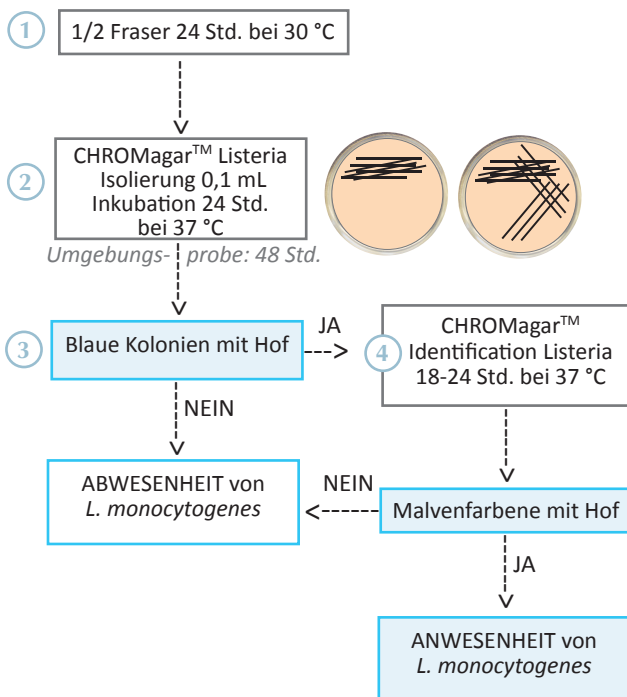 1
1/2 Fraser 24 Std. bei 30 °C
2
CHROMagar™ Listeria
Isolierung 0,1 mL
Inkubation 24 Std.
bei 37 °C
Umgebungs- probe: 48 Std.
3
Blaue Kolonien mit Hof
JA
4
CHROMagar™
Identification Listeria
18-24 Std. bei 37 °C
NEIN
ABWESENHEIT von
L. monocytogenes
NEIN
Malvenfarbene mit Hof
JA
ANWESENHEIT von
L. monocytogenes